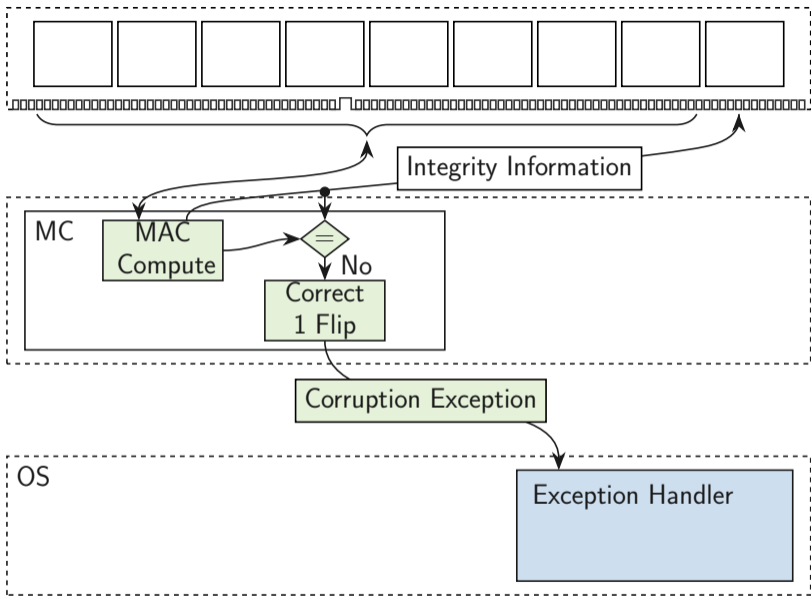 Integrity Information
MC
MAC
Compute
=
No
Correct
1 Flip
Corruption Exception
OS
Exception Handler